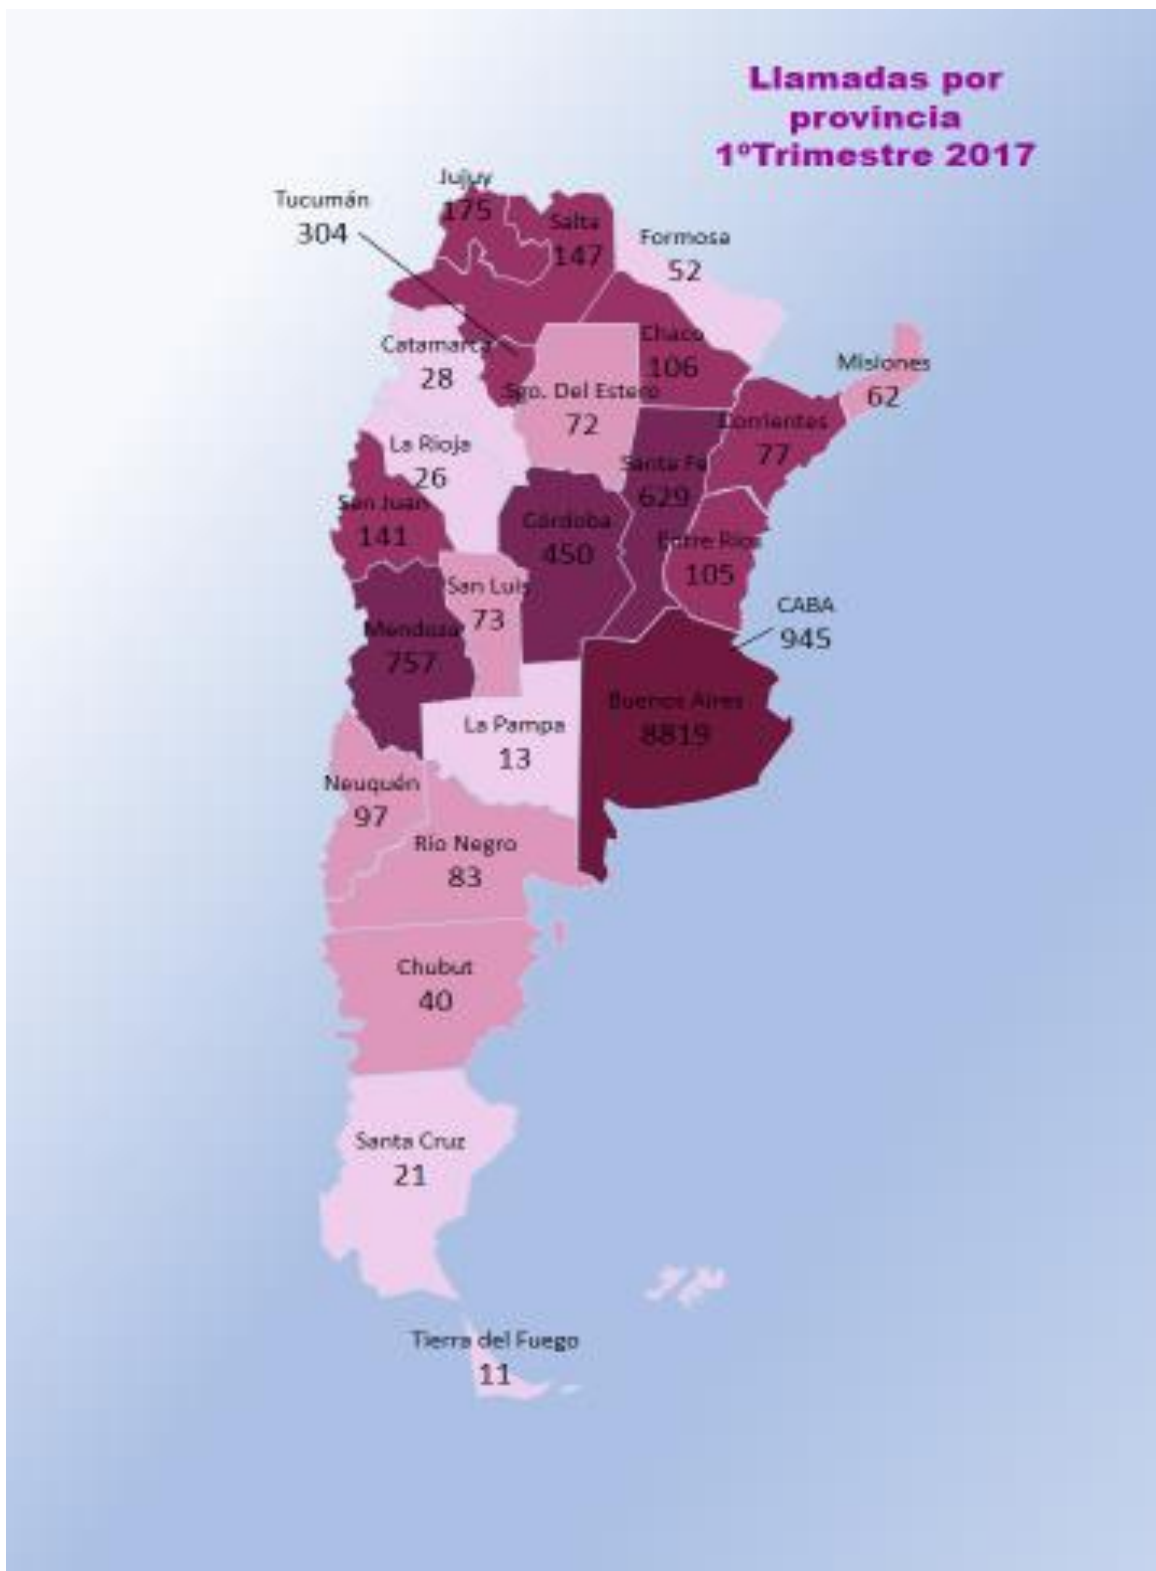 Llamadas por
provincia
1ºTrimestre 2017
Jujuy
175
Tucumán
304
Salta
147
Formosa
52
Catamarca
28
Chaco
106
Misiones
62
Sgo. Del Estero
72
Corrientes
77
La Rioja
26
Santa Fe
629
San Juan
141
Córdoba
450
Entre Ríos
105
San Luis
73
CABA
945
Mendoza
757
Buenos Aires
8819
La Pampa
13
Neuquén
97
Río Negro
83
Chubut
40
Santa Cruz
21
Tierra del Fuego
11